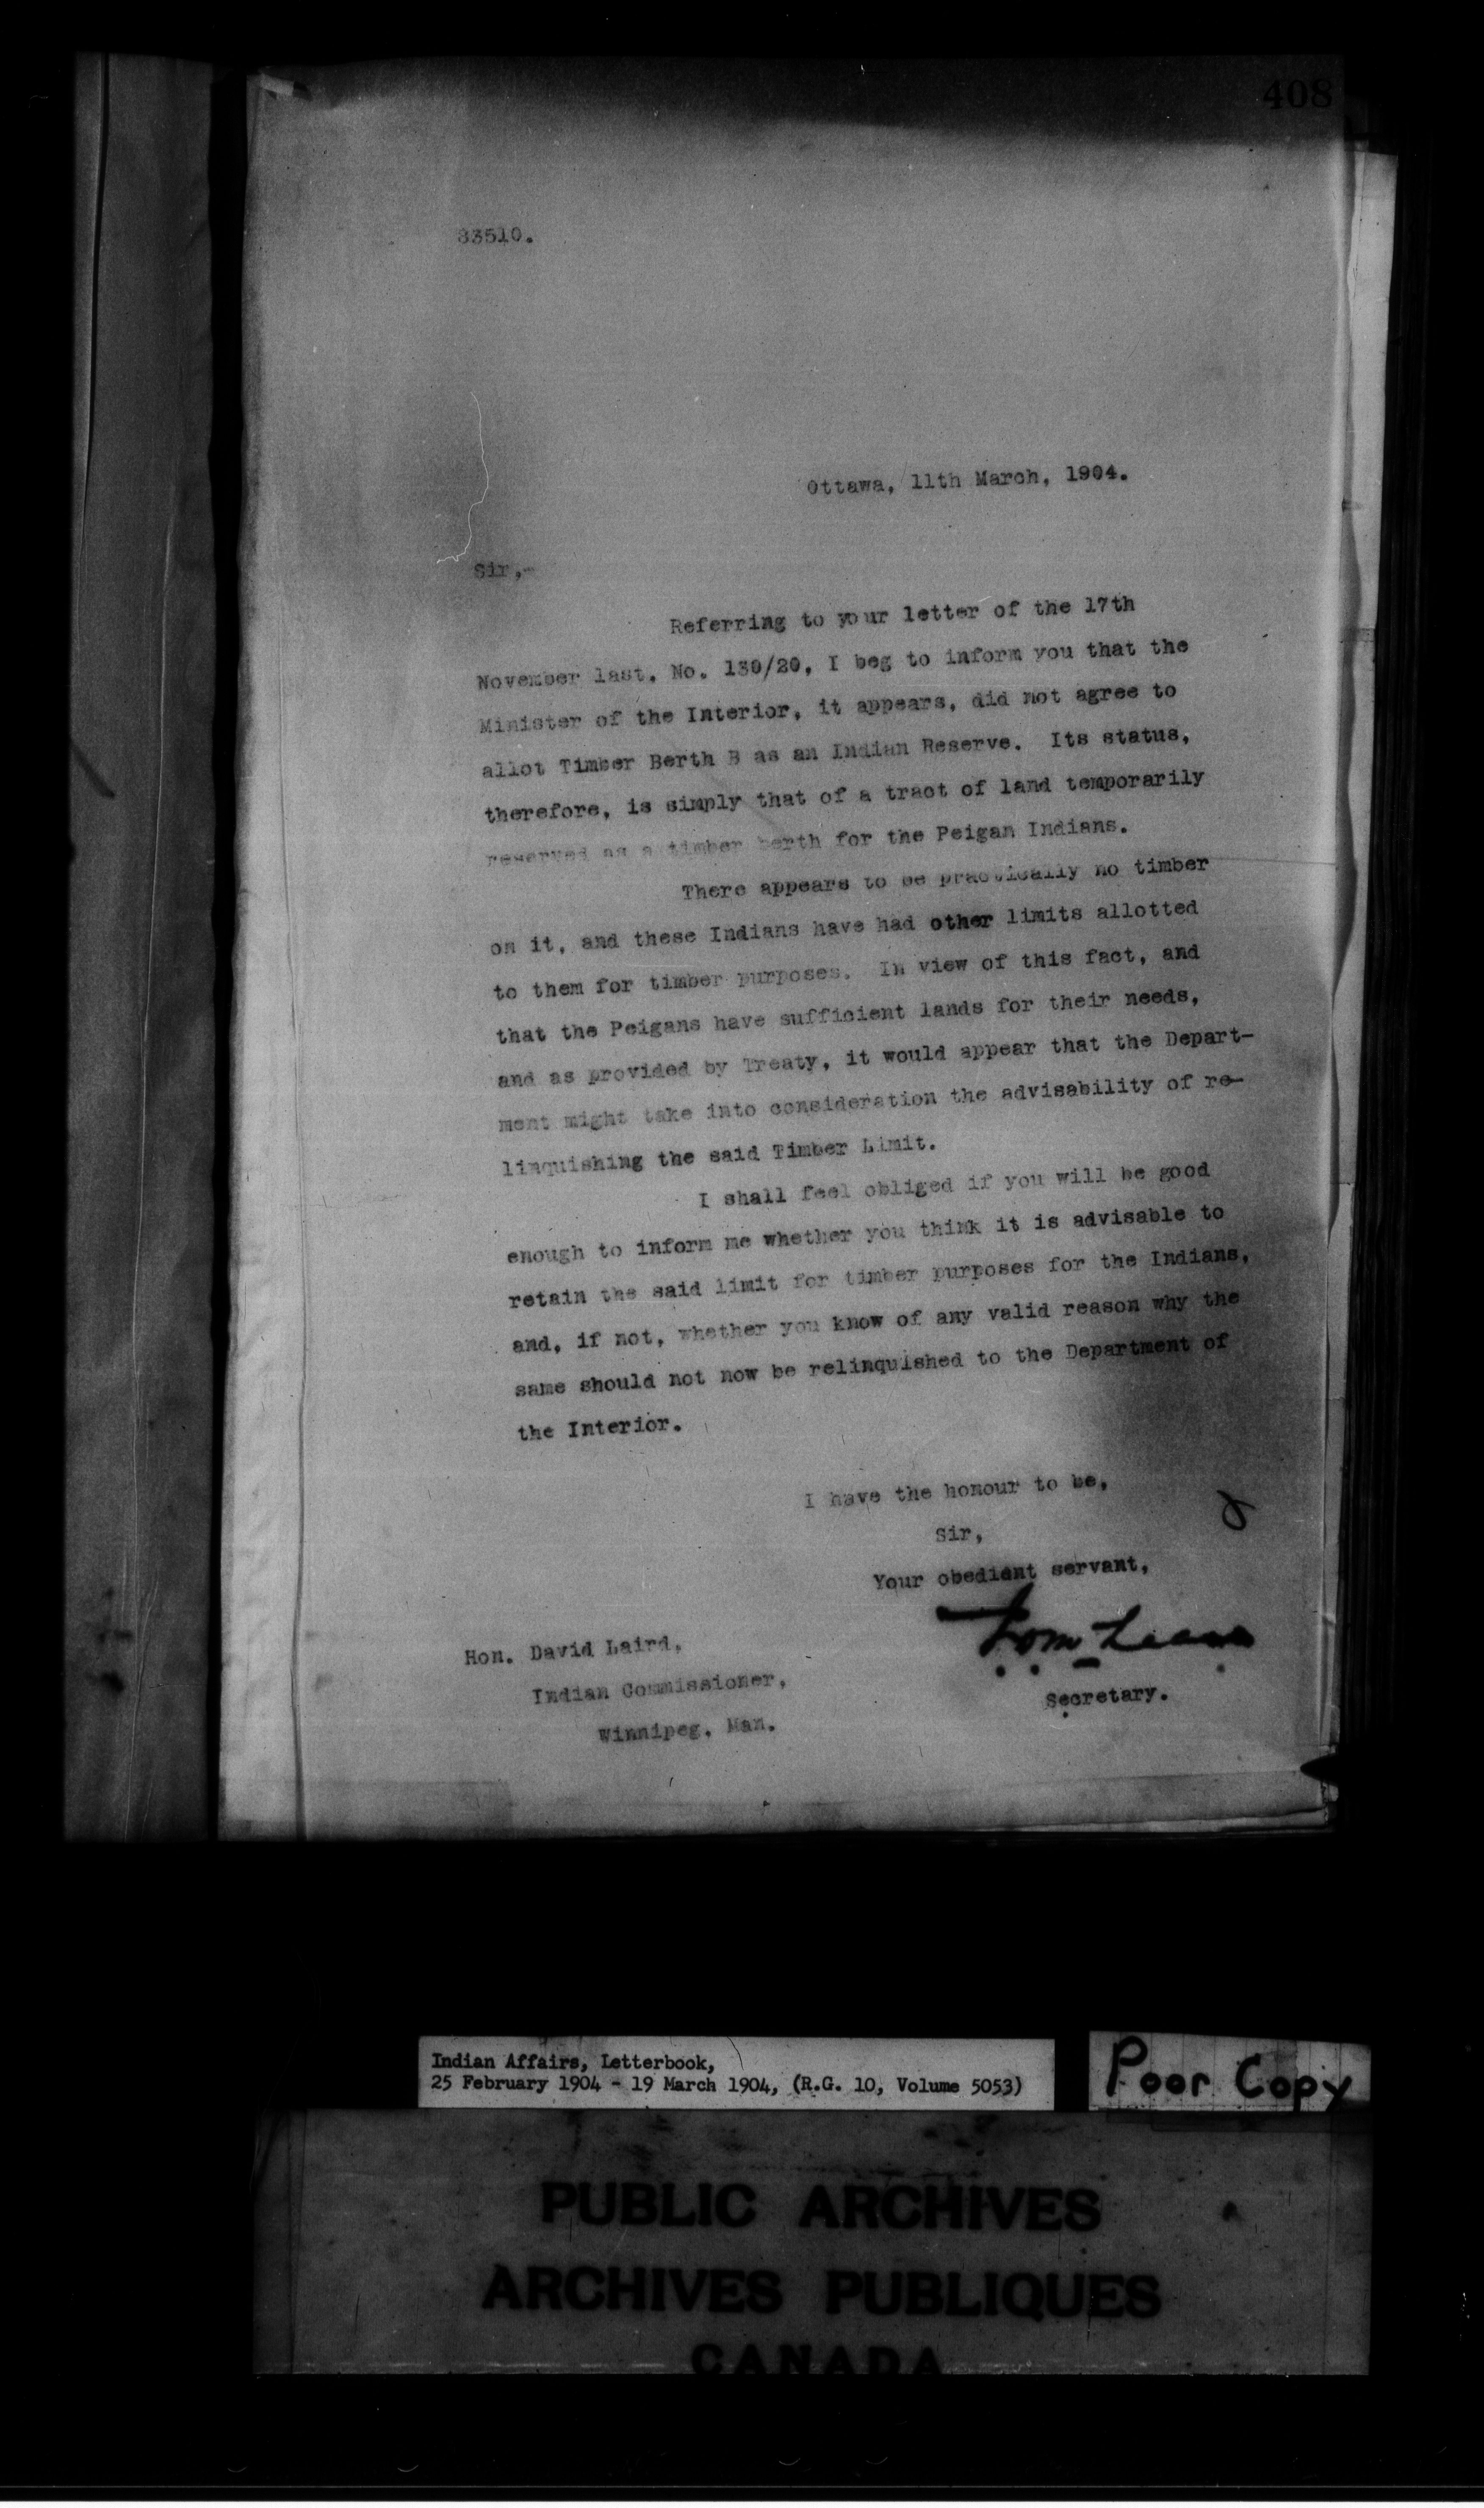 408
83510.
Ottawa, 11th March, 1904.
Sir,-
Referring to your letter of the 17th
November last, No. 130/20, I beg to inform you that the
Minister of the Interior, it appears, did not agree to
allot Timber Berth B as an Indian Reserve. Its status,
therefore, is simply that of a tract of land temporarily
reserved as a timber berth for the Peigan Indians.
There appears to be practically no timber
on it, and these Indians have had other limits allotted
to them for timber purposes. In view of this fact, and
that the Peigans have sufficient lands for their needs,
and as provided by Treaty, it would appear that the Depart-
ment might take into consideration the advisability of re-
linquishing the said Timber Limit.
I shall feel obliged if you will be good
enough to inform me whether you think it is advisable to
retain the said limit for timber purposes for the Indians,
and, if not, whether you know of any valid reason why the
same should not now be relinquished to the Department of
the Interior.
I have the honour to be,
Sir,
Your obedient servant,
Hon. David Laird,
Indian Commissioner,
Winnipeg, Man.
Secretary.
Indian Affairs, Letterbook,
25 February 1904 - 19 March 1904, (R.G. 10, Volume 5053)
Poor Copy
PUBLIC ARCHIVES
ARCHIVES PUBLIQUES
CANADA